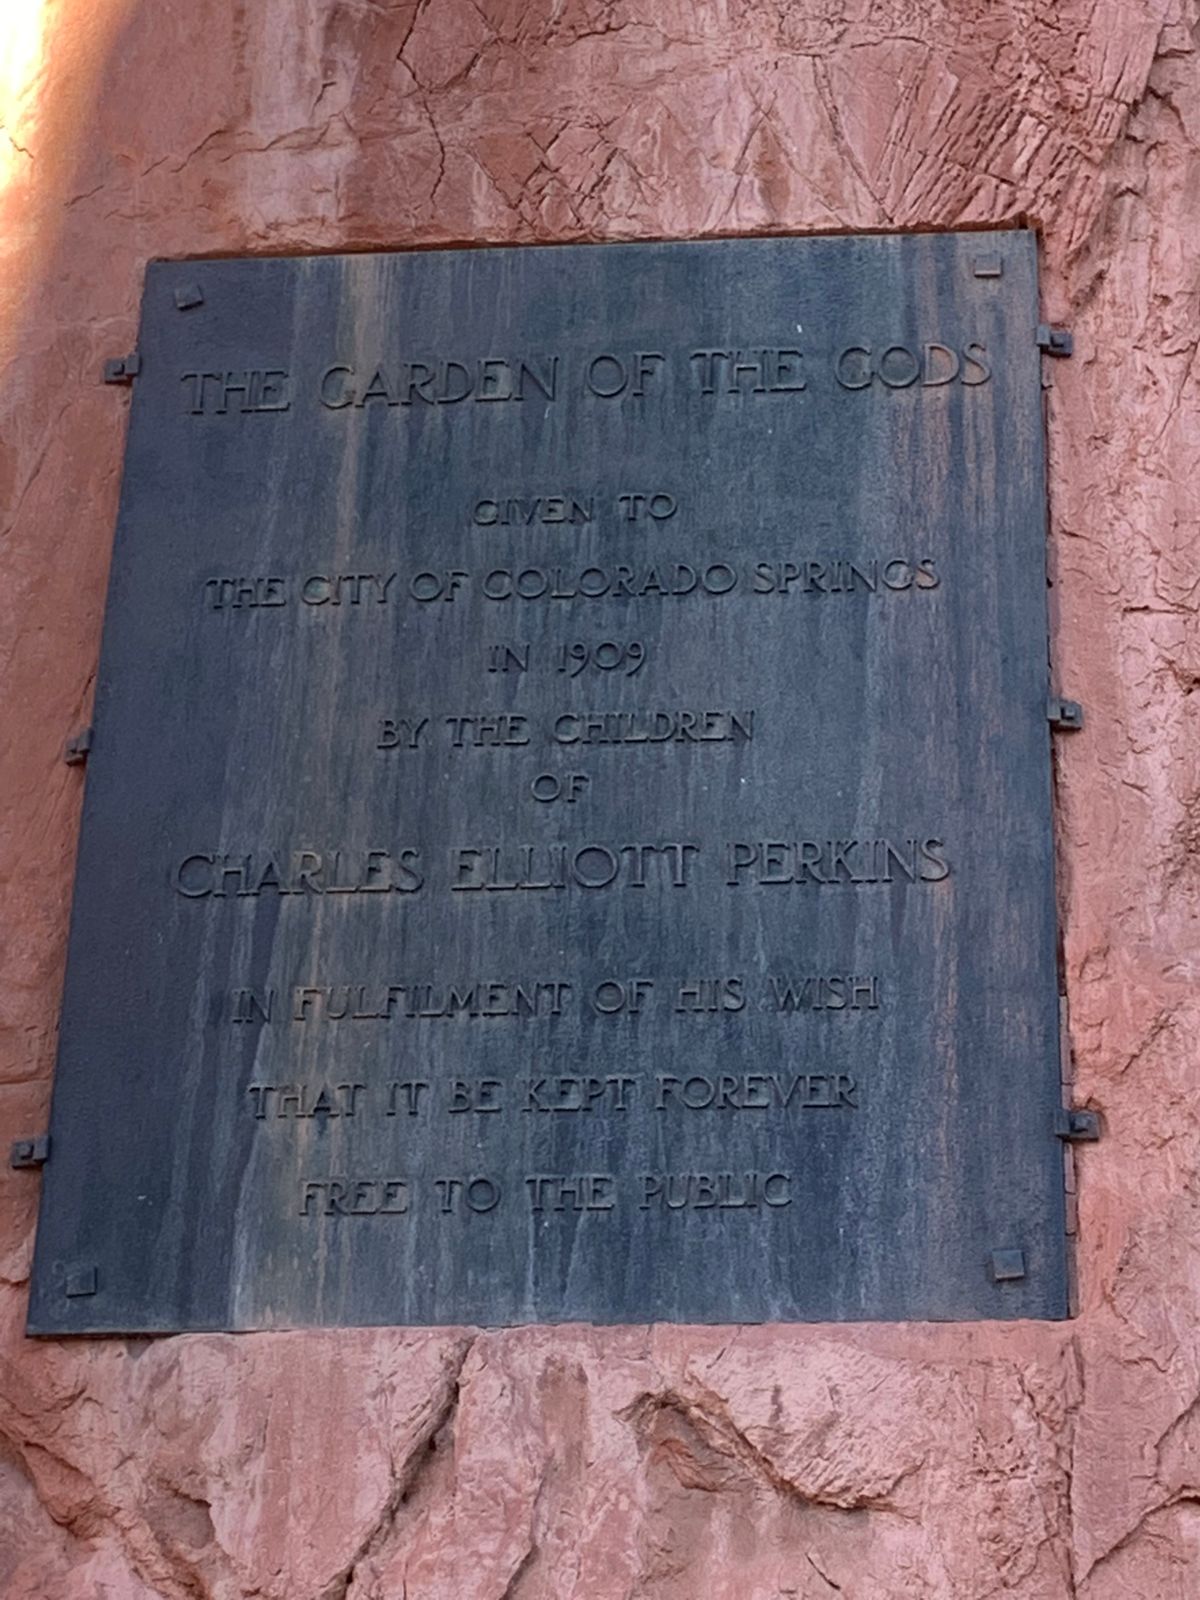 THE GARDEN OF THE GODS
GIVEN TO
THE CITY OF COLORADO SPRINGS
IN 1909
BY THE CHILDREN
OF
CHARLES ELLIOTT PERKINS
IN FULFILMENT OF HIS WISH
THAT IT BE KEPT FOREVER
FREE TO THE PUBLIC